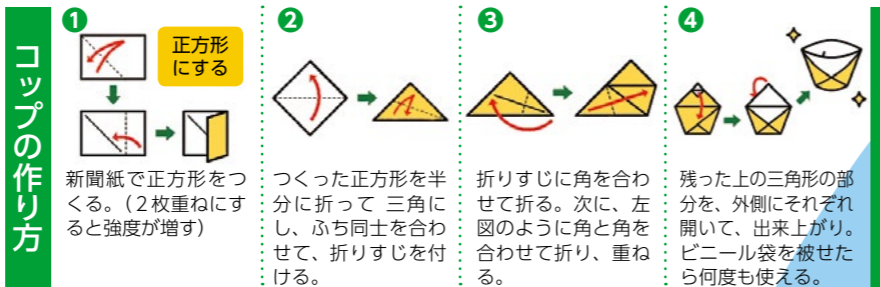 コップの作り方
❶
正方形
にする
新聞紙で正方形をつ
くる。(２枚重ねにす
ると強度が増す)
❷
つくった正方形を半
分に折って 三角に
し、ふち同士を合わ
せて、折りすじを付
ける。
❸
折りすじに角を合わ
せて折る。次に、左
図のように角と角を
合わせて折り、重ね
る。
❹
残った上の三角形の部
分を、外側にそれぞれ
開いて、出来上がり。
ビニール袋を被せた
ら何度も使える。